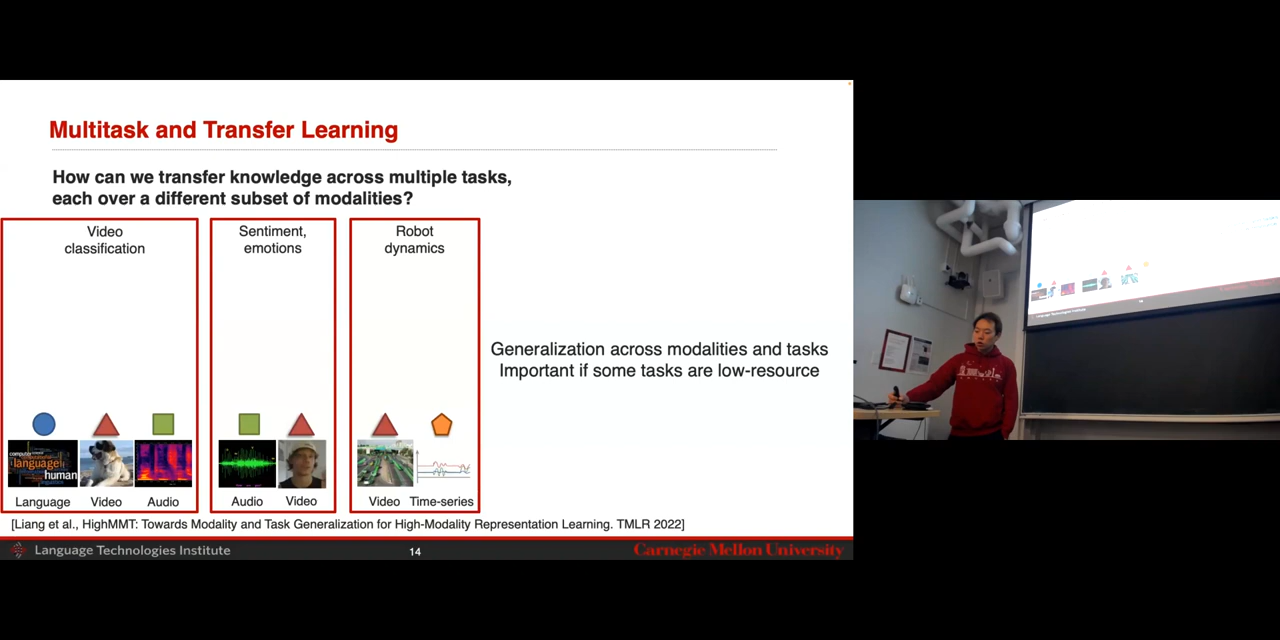 Multitask and Transfer Learning
How can we transfer knowledge across multiple tasks,
each over a different subset of modalities?
Video
classification
Sentiment,
emotions
Robot
dynamics
Generalization across modalities and tasks
Important if some tasks are low-resource
computer
language
human
Language
Video
Audio
Audio
Video
Video
Time-series
[Liang et al., HighMMT: Towards Modality and Task Generalization for High-Modality Representation Learning. TMLR 2022]
Language Technologies Institute
14
Carnegie Mellon University